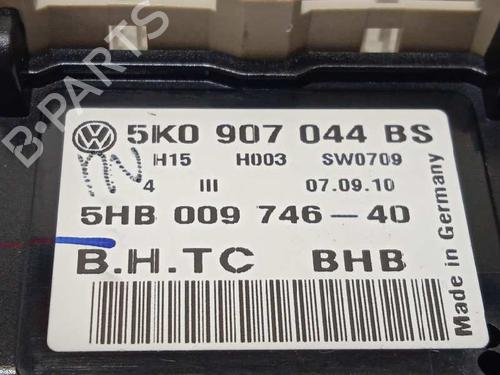 B-PARTS
5K0 907 044 BS
H15 H003 SW0709
4 III 07.09.10
5HB 009 746-40
B.H.TC BHB
Made in Germany